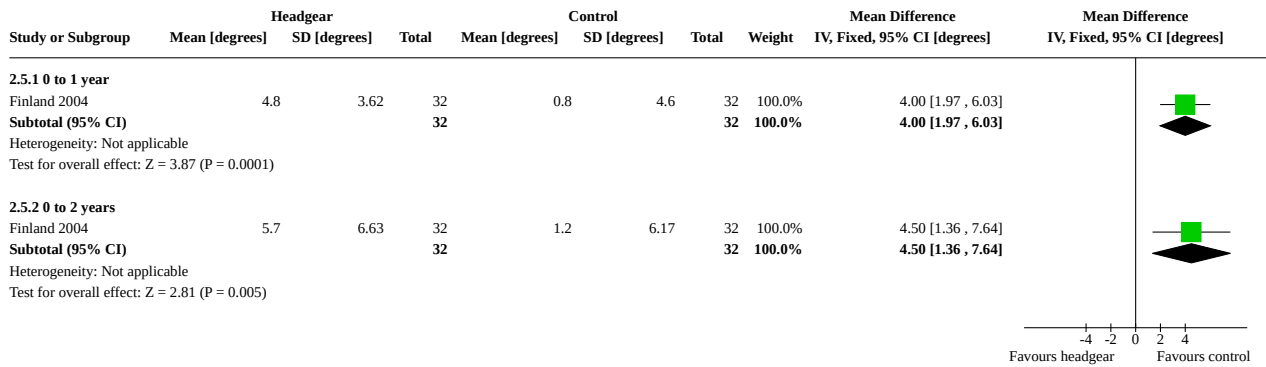 Headgear Control Mean Difference Mean Difference
Study or Subgroup Mean [degrees] SD [degrees] Total Mean [degrees] SD [degrees] Total Weight IV, Fixed, 95% CI [degrees] IV, Fixed, 95% CI [degrees]
2.5.1 0 to 1 year
Finland 2004 4.8 3.62 32 0.8 4.6 32 100.0% 4.00 [1.97 , 6.03]
Subtotal (95% CI) 32 32 100.0% 4.00 [1.97 , 6.03]
Heterogeneity: Not applicable
Test for overall effect: Z = 3.87 (P = 0.0001)
2.5.2 0 to 2 years
Finland 2004 5.7 6.63 32 1.2 6.17 32 100.0% 4.50 [1.36 , 7.64]
Subtotal (95% CI) 32 32 100.0% 4.50 [1.36 , 7.64]
Heterogeneity: Not applicable
Test for overall effect: Z = 2.81 (P = 0.005)
-4 -2 0 2 4
Favours headgear Favours control